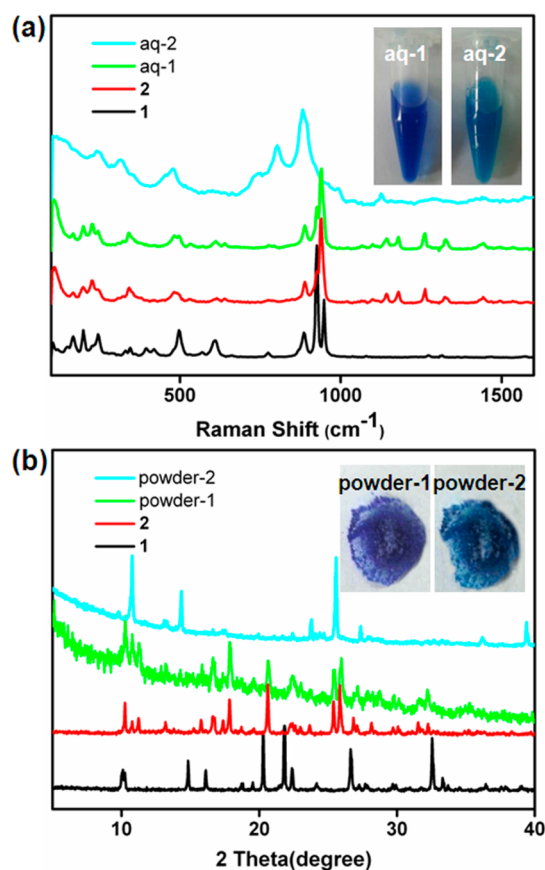 (a)
aq-2
aq-1
2
1
aq-1 aq-2
500 1000 1500
Raman Shift (cm-1)
(b)
powder-2
powder-1
2
1
powder-1 powder-2
10 20 30 40
2 Theta(degree)